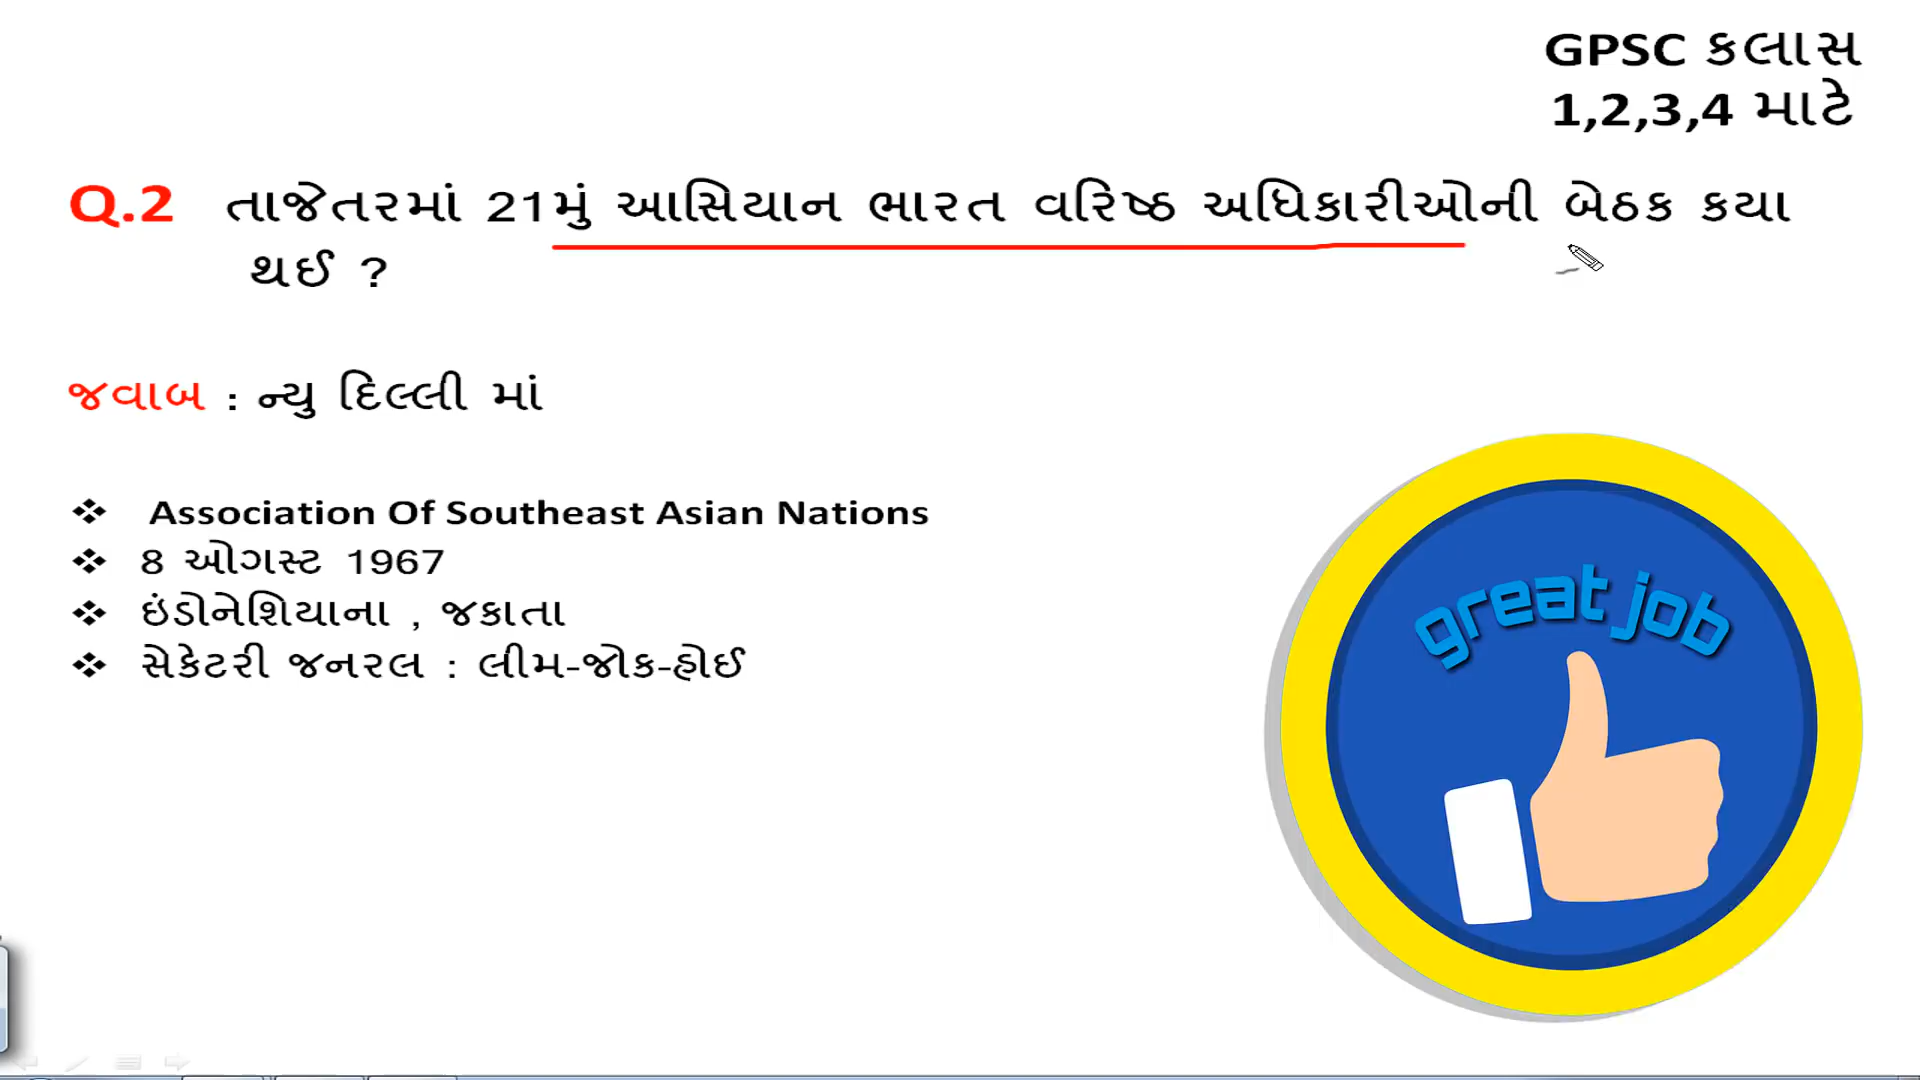 GPSC કલાસ
1,2,3,4 માટે
Q.2 તાજેતરમાં 21મું આસિયાન ભારત વરિષ્ઠ અધિકારીઓની બેઠક કયા
થઈ ?
જવાબ : ન્યુ દિલ્લી માં
❖ Association Of Southeast Asian Nations
❖ 8 ઓગસ્ટ 1967
❖ ઇંડોનેશિયાના , જકાતા
❖ સેકેટરી જનરલ : લીમ-જોક-હોઈ
great job